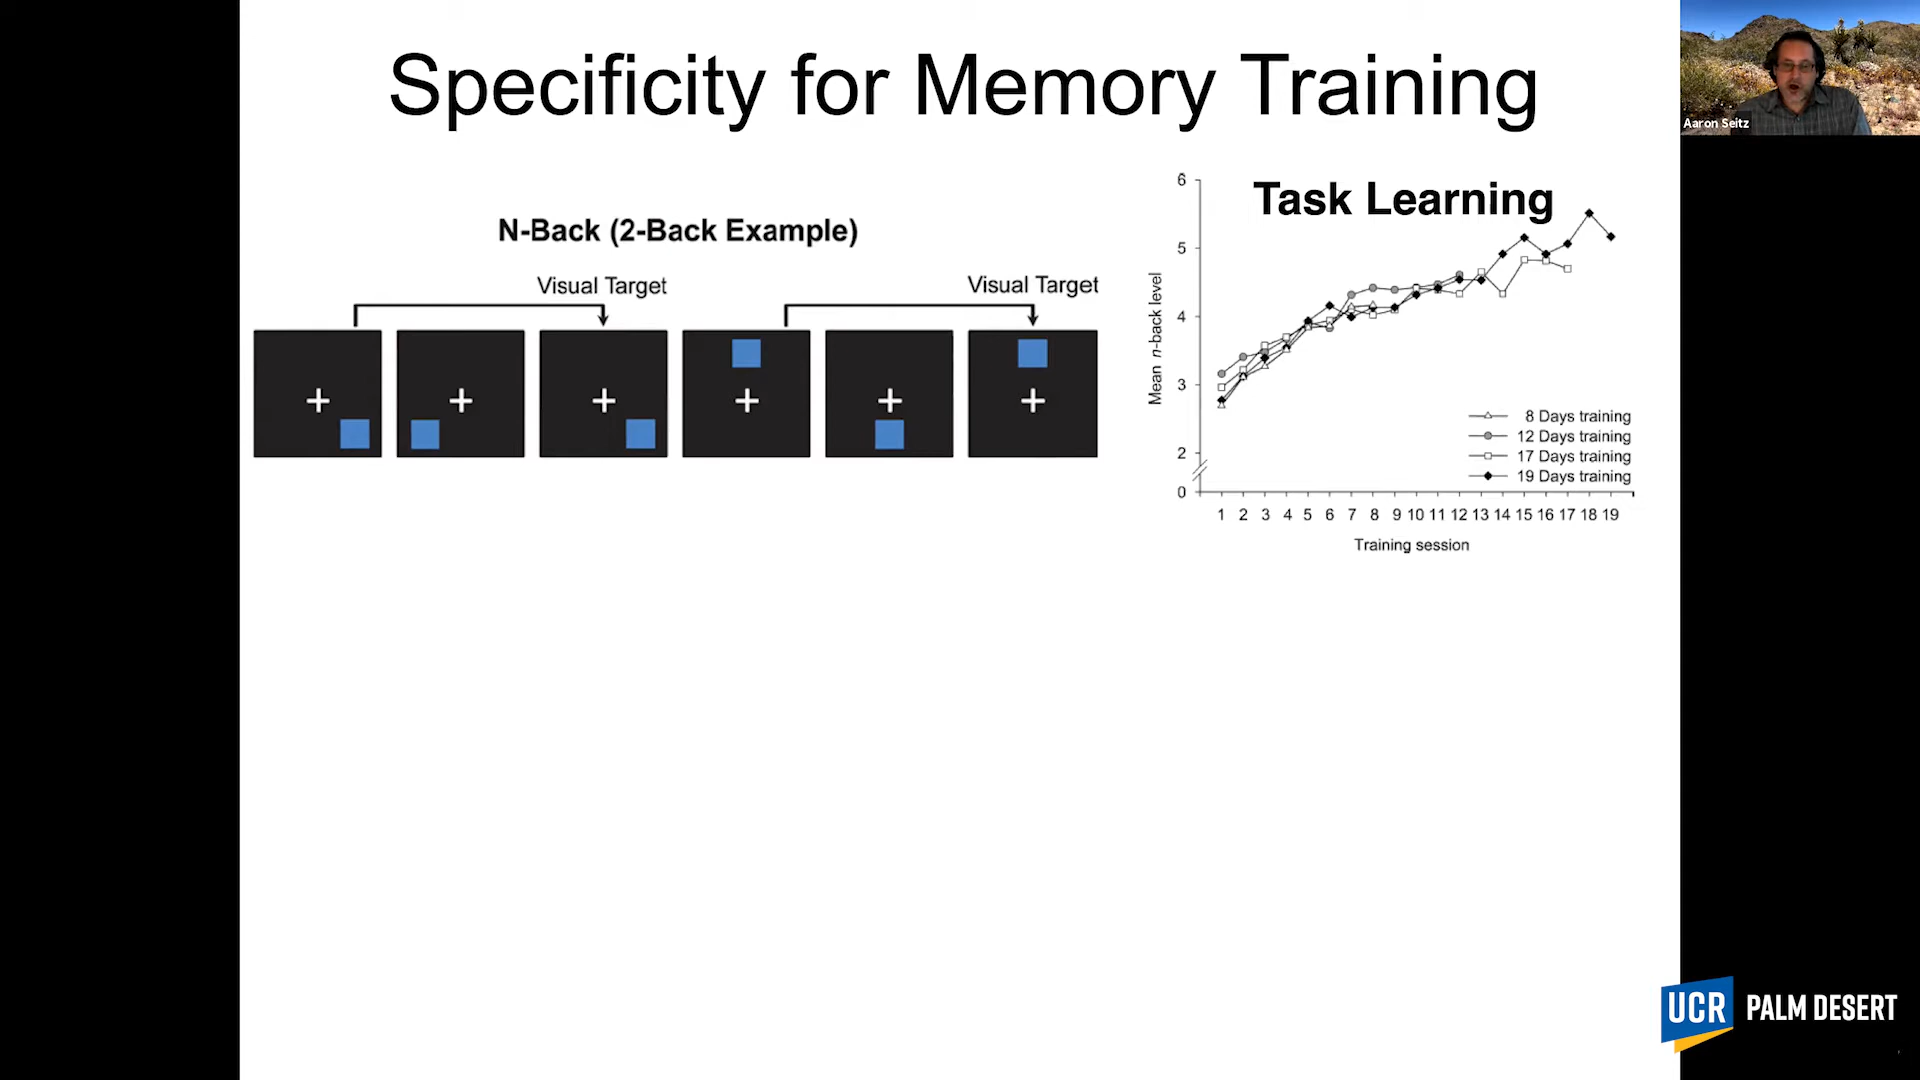 Specificity for Memory Training
Aaron Seitz
N-Back (2-Back Example)
Visual Target
Visual Target
Task Learning
6
5
4
3
2
0
Mean n-back level
8 Days training
12 Days training
17 Days training
19 Days training
1 2 3 4 5 6 7 8 9 10 11 12 13 14 15 16 17 18 19
Training session
UCR PALM DESERT